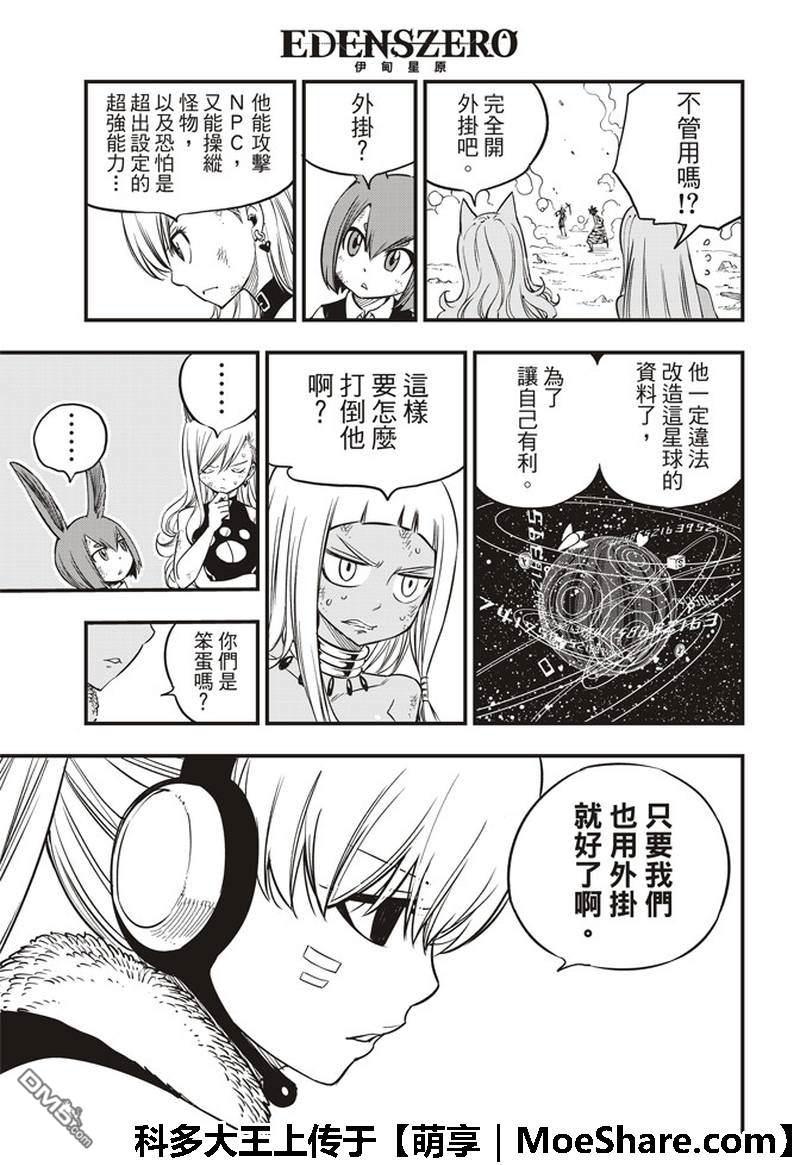 EDENSZERO
伊甸星原
不管用嗎!?
完全開
外掛吧。
外掛?
他能攻擊
NPC，
又能操縱
怪物，
以及恐怕是
超出設定的
超強能力…
他一定違法
改造這星球的
資料了，
為了
讓自己有利。
這樣
要怎麼
打倒他
啊?
……
……
你們是
笨蛋嗎?
只要我們
也用外掛
就好了啊。
DM5.com
科多大王上传于【萌享 | MoeShare.com】